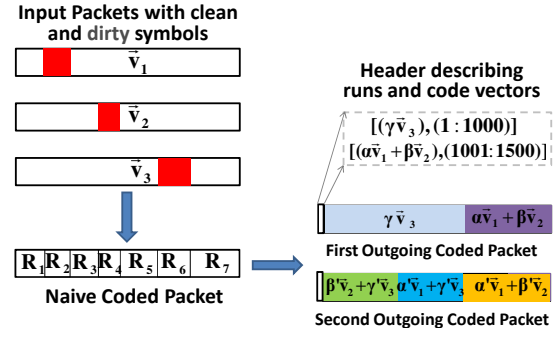 Input Packets with clean
and dirty symbols
v⃗₁
v⃗₂
v⃗₃
R₁ R₂ R₃ R₄ R₅ R₆ R₇
Naive Coded Packet
Header describing
runs and code vectors
[(γv⃗₃),(1:1000)]
[(αv⃗₁+βv⃗₂),(1001:1500)]
γv⃗₃ αv⃗₁+βv⃗₂
First Outgoing Coded Packet
β'v⃗₂+γ'v⃗₃ α'v⃗₁+γ'v⃗₃ α'v⃗₁+β'v⃗₂
Second Outgoing Coded Packet